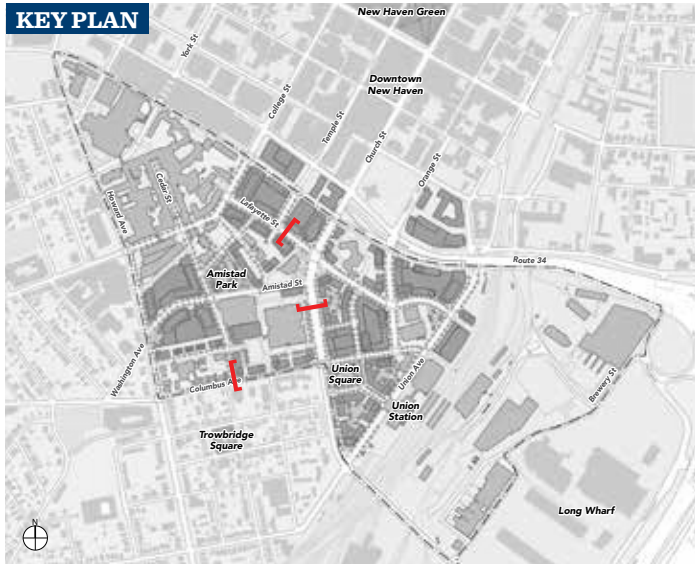 KEY PLAN
New Haven Green
York St
Downtown
New Haven
College St
Temple St
Church St
Orange St
Cedar St
Howard Ave
Lafayette St
Route 34
Amistad
Park
Amistad St
Washington Ave
Columbus Ave
Union
Square
Union Ave
Union
Station
Brewery St
Trowbridge
Square
Long Wharf
N